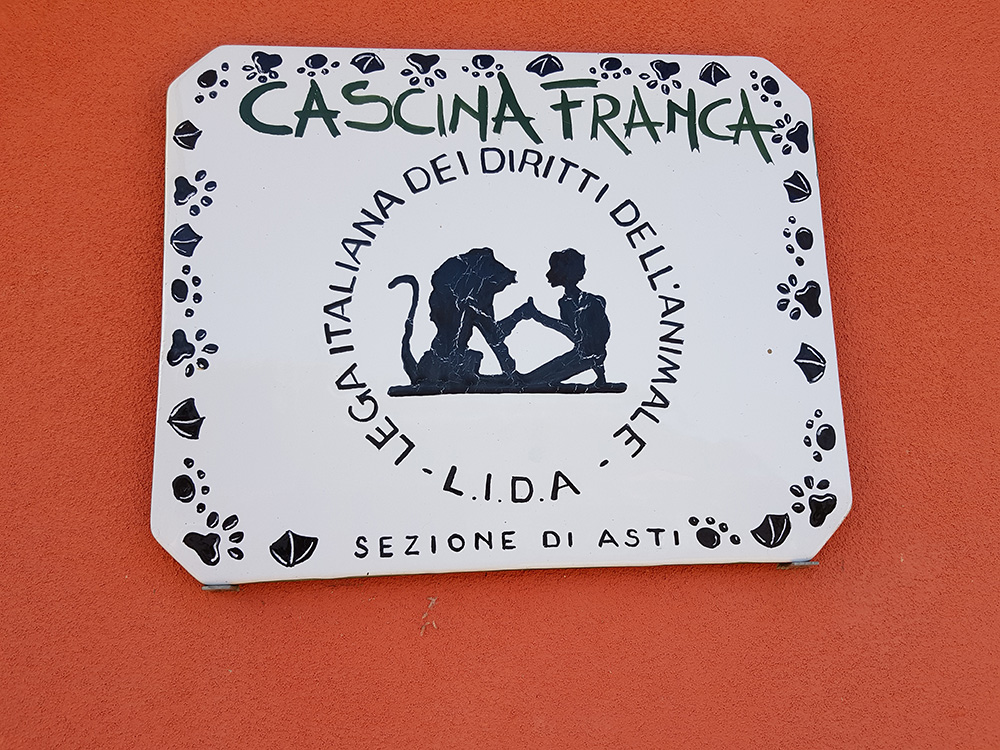 CASCINA FRANCA
LEGA ITALIANA DEI DIRITTI DELL'ANIMALE -
- L.I.D.A
SEZIONE DI ASTI